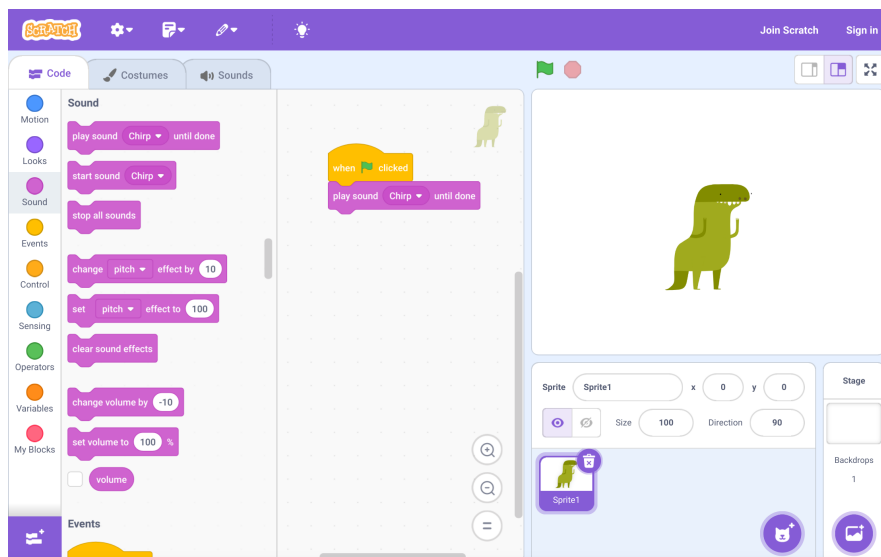 SCRATCH
Join Scratch
Sign in
Code
Costumes
Sounds
Motion
Looks
Sound
Events
Control
Sensing
Operators
Variables
My Blocks
Sound
play sound Chirp until done
start sound Chirp
stop all sounds
change pitch effect by 10
set pitch effect to 100
clear sound effects
change volume by -10
set volume to 100 %
volume
Events
when clicked
play sound Chirp until done
Sprite Sprite1 x 0 y 0
Size 100 Direction 90
Sprite1
Stage
Backdrops
1